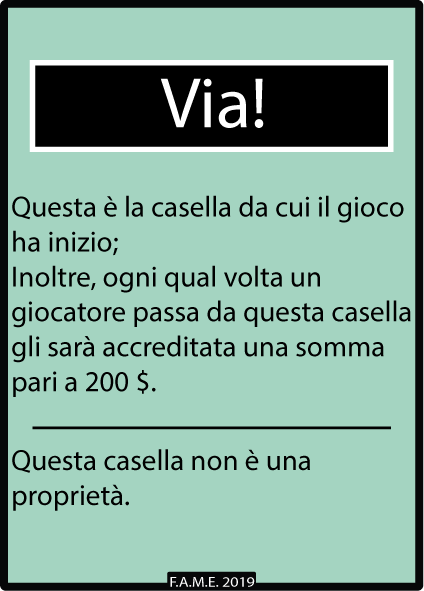 Via!
Questa è la casella da cui il gioco
ha inizio;
Inoltre, ogni qual volta un
giocatore passa da questa casella
gli sarà accreditata una somma
pari a 200 $.
Questa casella non è una
proprietà.
F.A.M.E. 2019